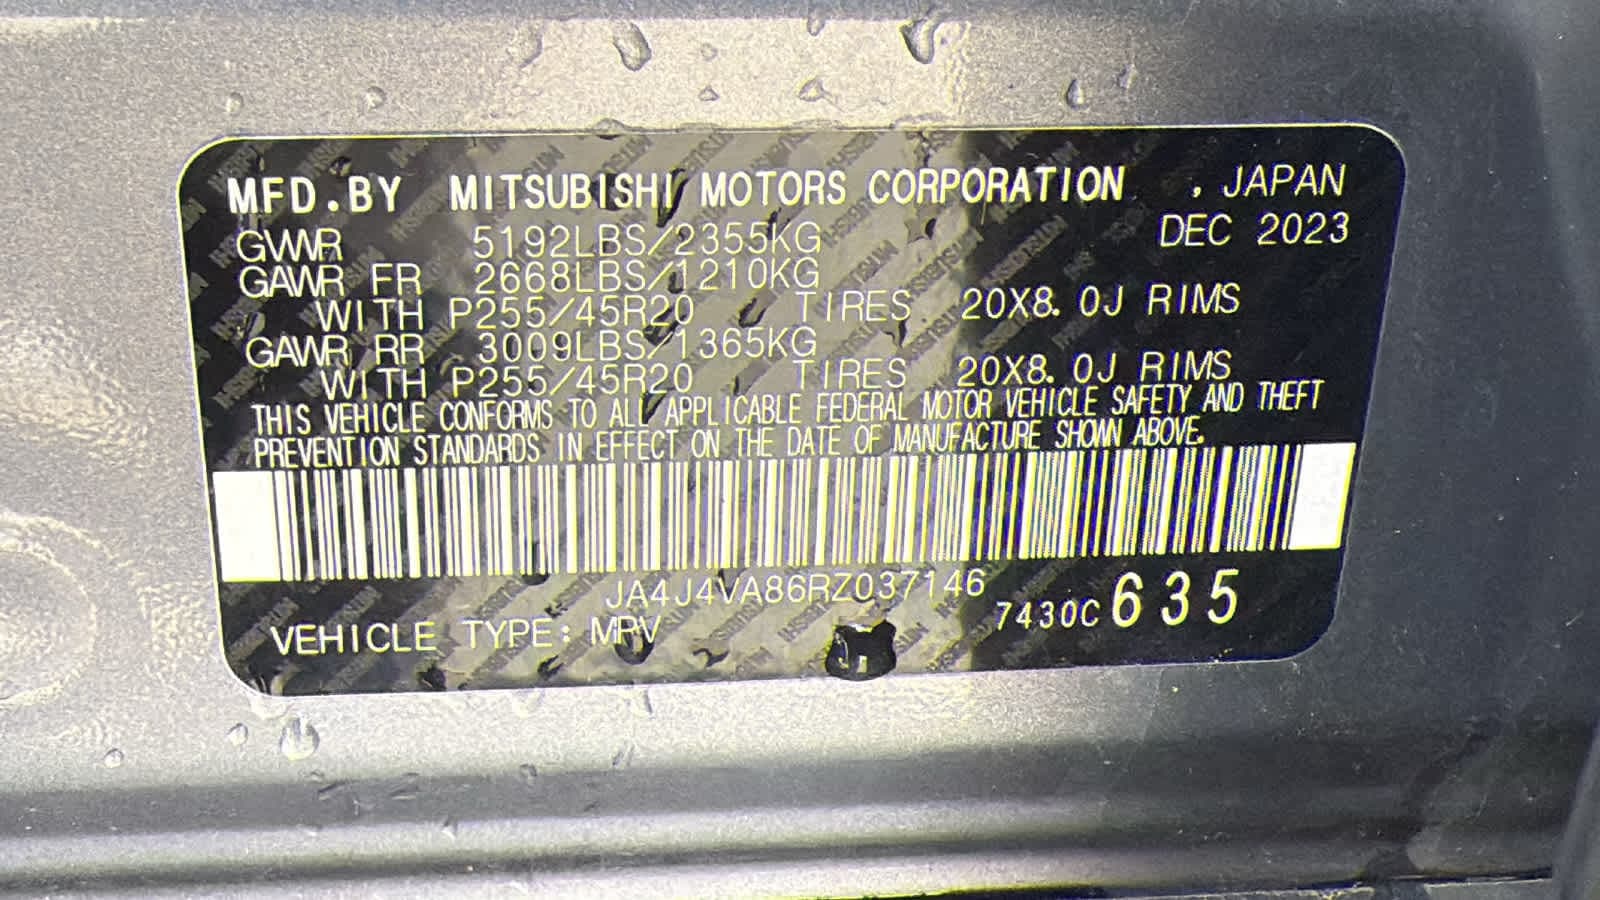 MFD.BY MITSUBISHI MOTORS CORPORATION , JAPAN
GVWR 5192LBS/2355KG DEC 2023
GAWR FR 2668LBS/1210KG
WITH P255/45R20 TIRES 20X8.0J RIMS
GAWR RR 3009LBS/1365KG
WITH P255/45R20 TIRES 20X8.0J RIMS
THIS VEHICLE CONFORMS TO ALL APPLICABLE FEDERAL MOTOR VEHICLE SAFETY AND THEFT
PREVENTION STANDARDS IN EFFECT ON THE DATE OF MANUFACTURE SHOWN ABOVE.
JA4J4VA86RZ037146
VEHICLE TYPE: MPV 7430C 635